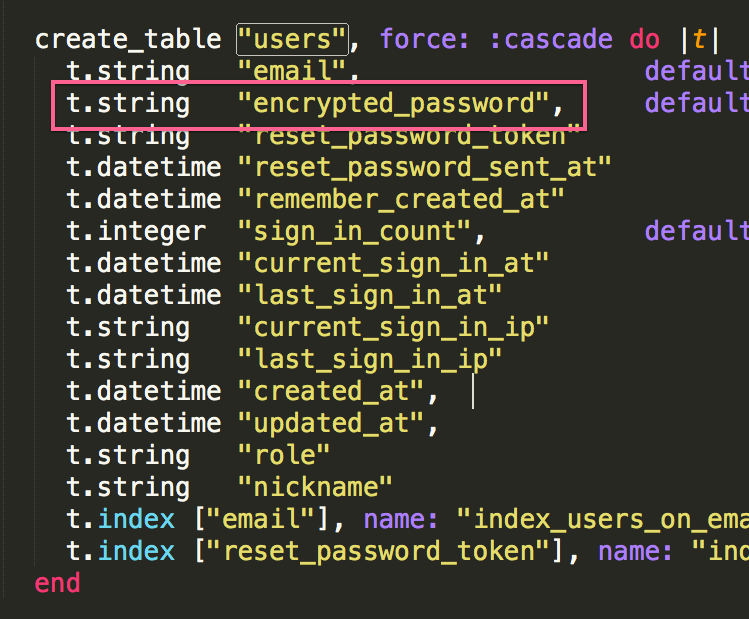 create_table "users", force: :cascade do |t|
t.string "email", default
t.string "encrypted_password", default
t.string "reset_password_token"
t.datetime "reset_password_sent_at"
t.datetime "remember_created_at"
t.integer "sign_in_count", default
t.datetime "current_sign_in_at"
t.datetime "last_sign_in_at"
t.string "current_sign_in_ip"
t.string "last_sign_in_ip"
t.datetime "created_at",
t.datetime "updated_at",
t.string "role"
t.string "nickname"
t.index ["email"], name: "index_users_on_ema
t.index ["reset_password_token"], name: "ind
end